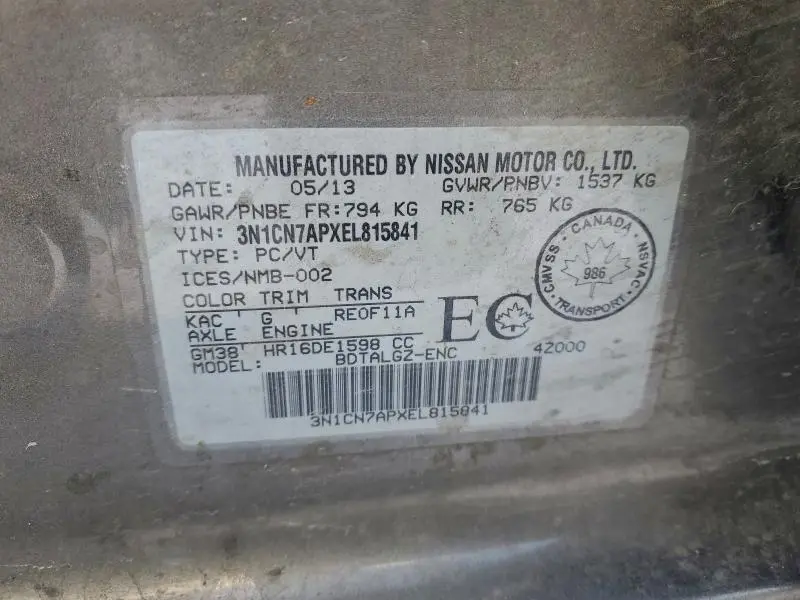 MANUFACTURED BY NISSAN MOTOR CO., LTD.
DATE: 05/13 GVWR/PNBV: 1537 KG
GAWR/PNBE FR:794 KG RR: 765 KG
VIN: 3N1CN7APXEL815841
TYPE: PC/VT
ICES/NMB-002
CANADA
CMVSS NSVAC
986
TRANSPORT
COLOR TRIM TRANS
KAC G RE0F11A
EC
AXLE ENGINE
GM38 HR16DE1598 CC
MODEL: BDTALGZ-ENC 42000
3N1CN7APXEL815841